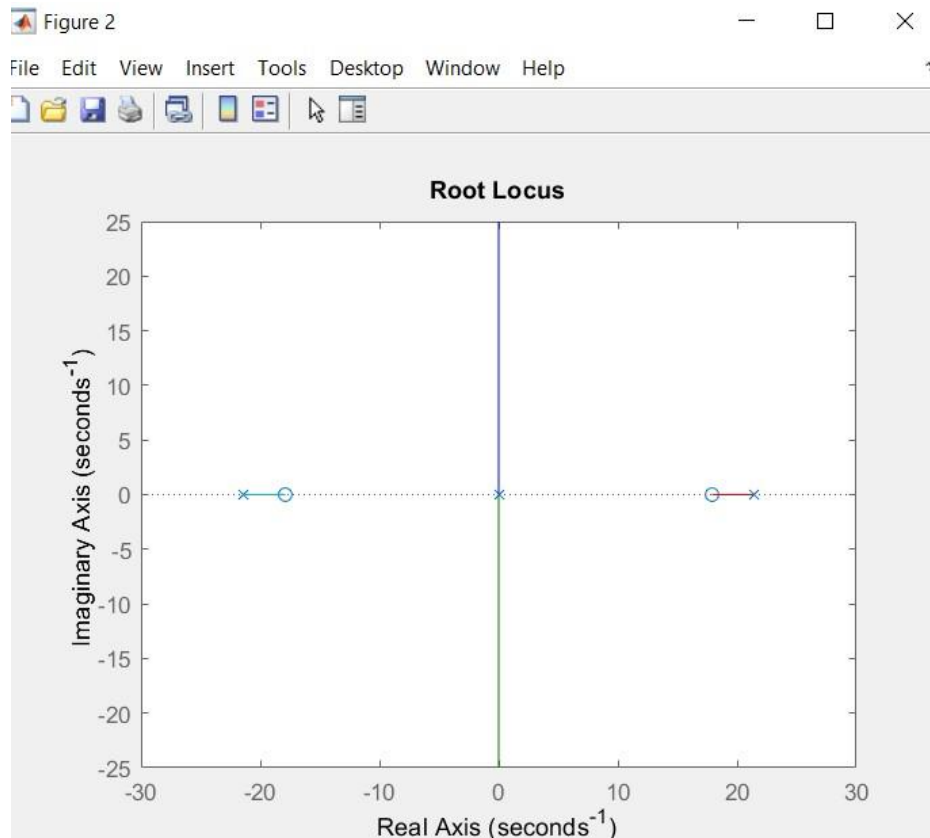 Figure 2
File Edit View Insert Tools Desktop Window Help
Root Locus
Imaginary Axis (seconds⁻¹)
25
20
15
10
5
0
-5
-10
-15
-20
-25
-30 -20 -10 0 10 20 30
Real Axis (seconds⁻¹)